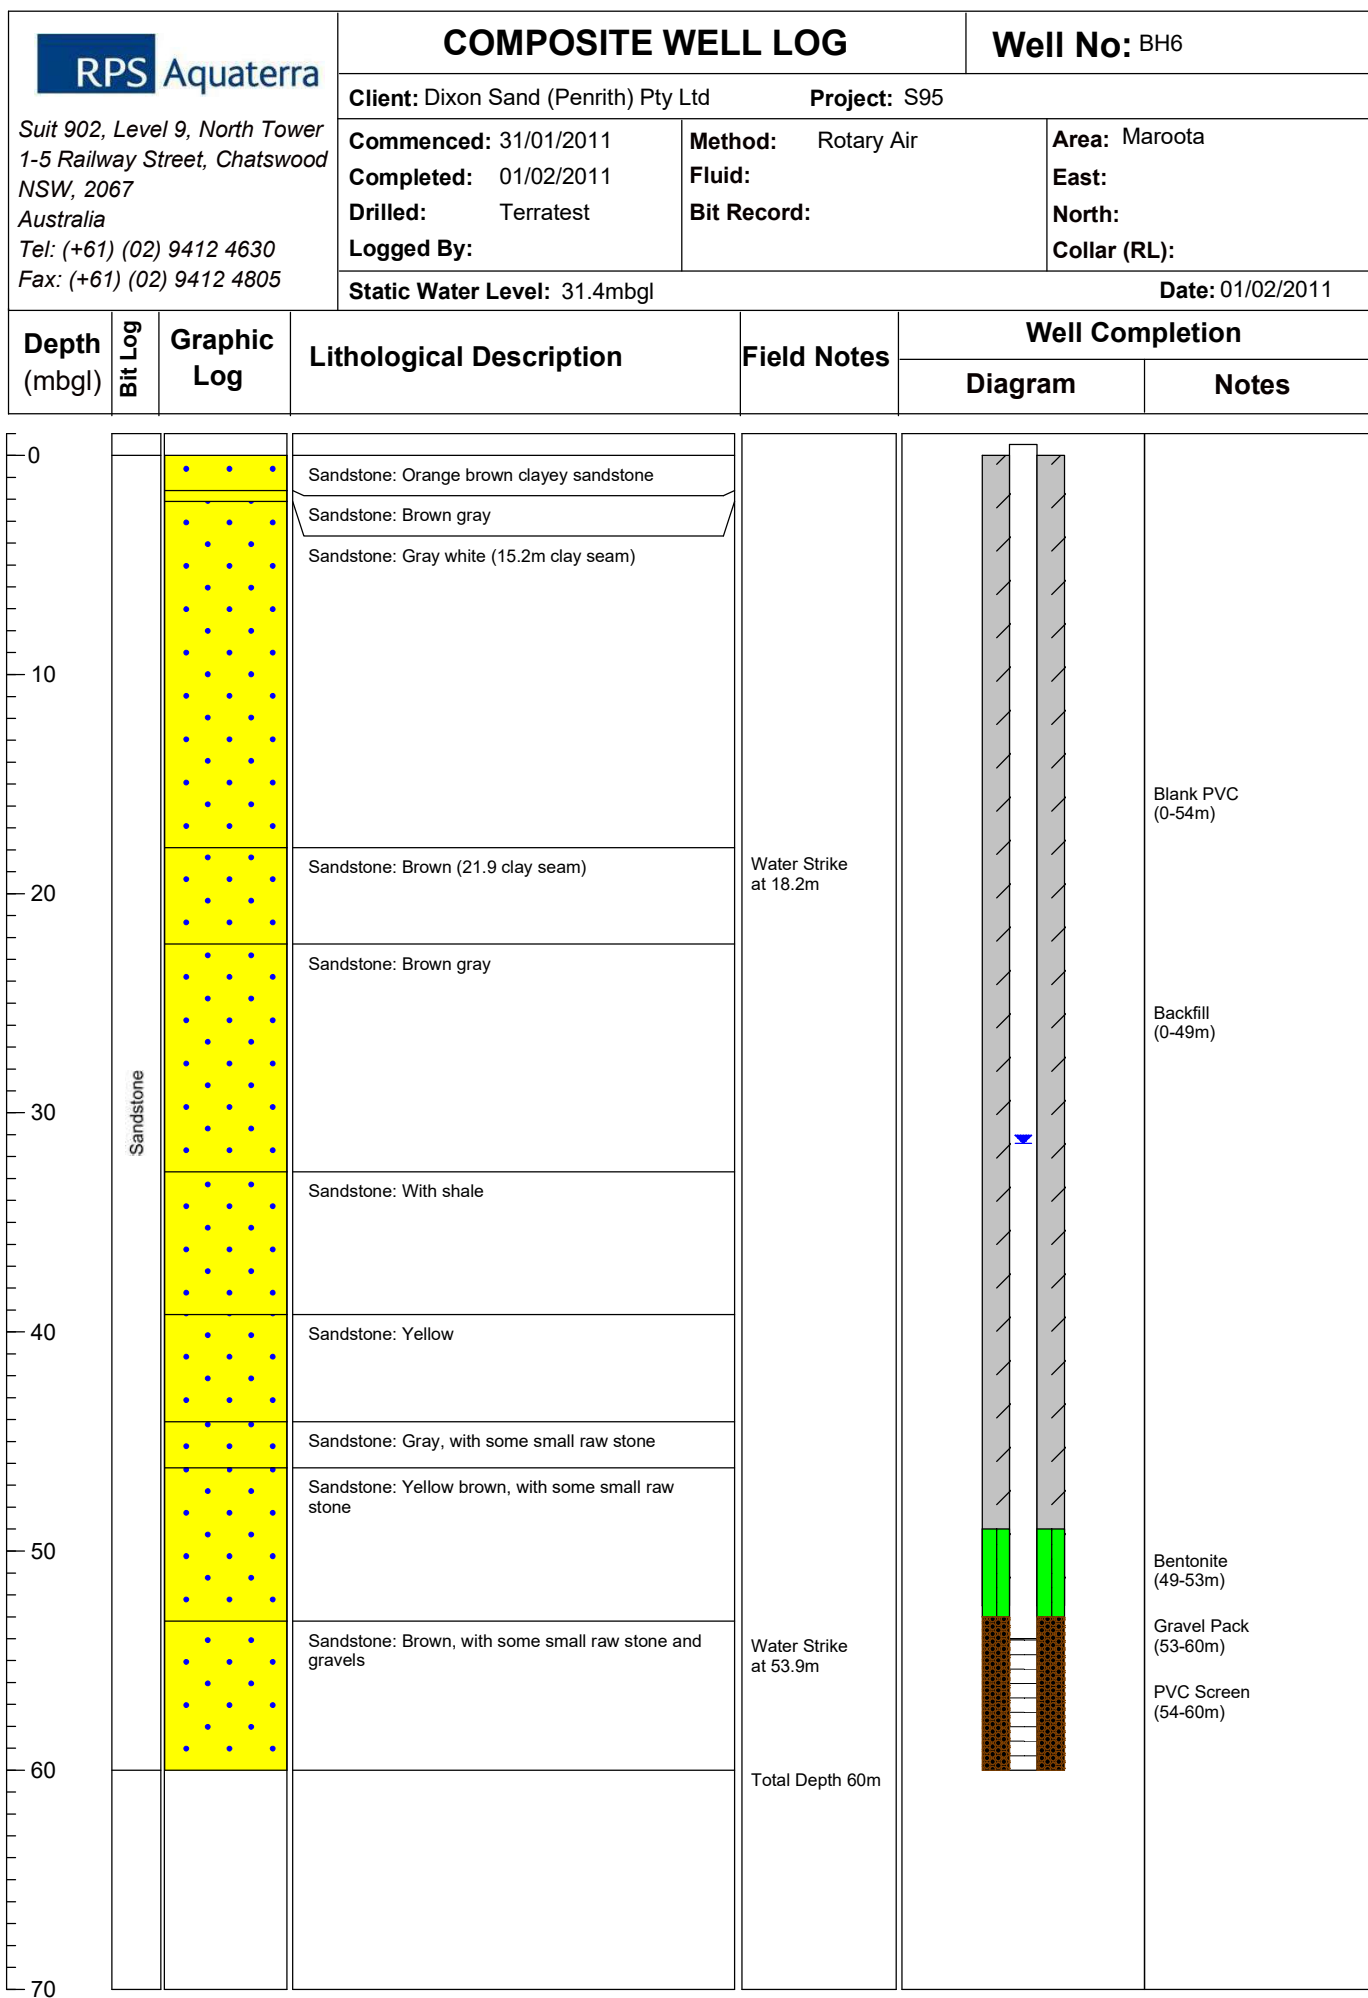 RPS Aquaterra
Suit 902, Level 9, North Tower
1-5 Railway Street, Chatswood
NSW, 2067
Australia
Tel: (+61) (02) 9412 4630
Fax: (+61) (02) 9412 4805
COMPOSITE WELL LOG
Well No: BH6
Client: Dixon Sand (Penrith) Pty Ltd Project: S95
Commenced: 31/01/2011
Completed: 01/02/2011
Drilled: Terratest
Logged By:
Method: Rotary Air
Fluid:
Bit Record:
Area: Maroota
East:
North:
Collar (RL):
Static Water Level: 31.4mbgl Date: 01/02/2011
Depth
(mbgl)
Bit Log
Graphic
Log
Lithological Description
Field Notes
Well Completion
Diagram
Notes
0
10
20
30
40
50
60
70
Sandstone
Sandstone: Orange brown clayey sandstone
Sandstone: Brown gray
Sandstone: Gray white (15.2m clay seam)
Sandstone: Brown (21.9 clay seam)
Sandstone: Brown gray
Sandstone: With shale
Sandstone: Yellow
Sandstone: Gray, with some small raw stone
Sandstone: Yellow brown, with some small raw
stone
Sandstone: Brown, with some small raw stone and
gravels
Water Strike
at 18.2m
Water Strike
at 53.9m
Total Depth 60m
Blank PVC
(0-54m)
Backfill
(0-49m)
Bentonite
(49-53m)
Gravel Pack
(53-60m)
PVC Screen
(54-60m)